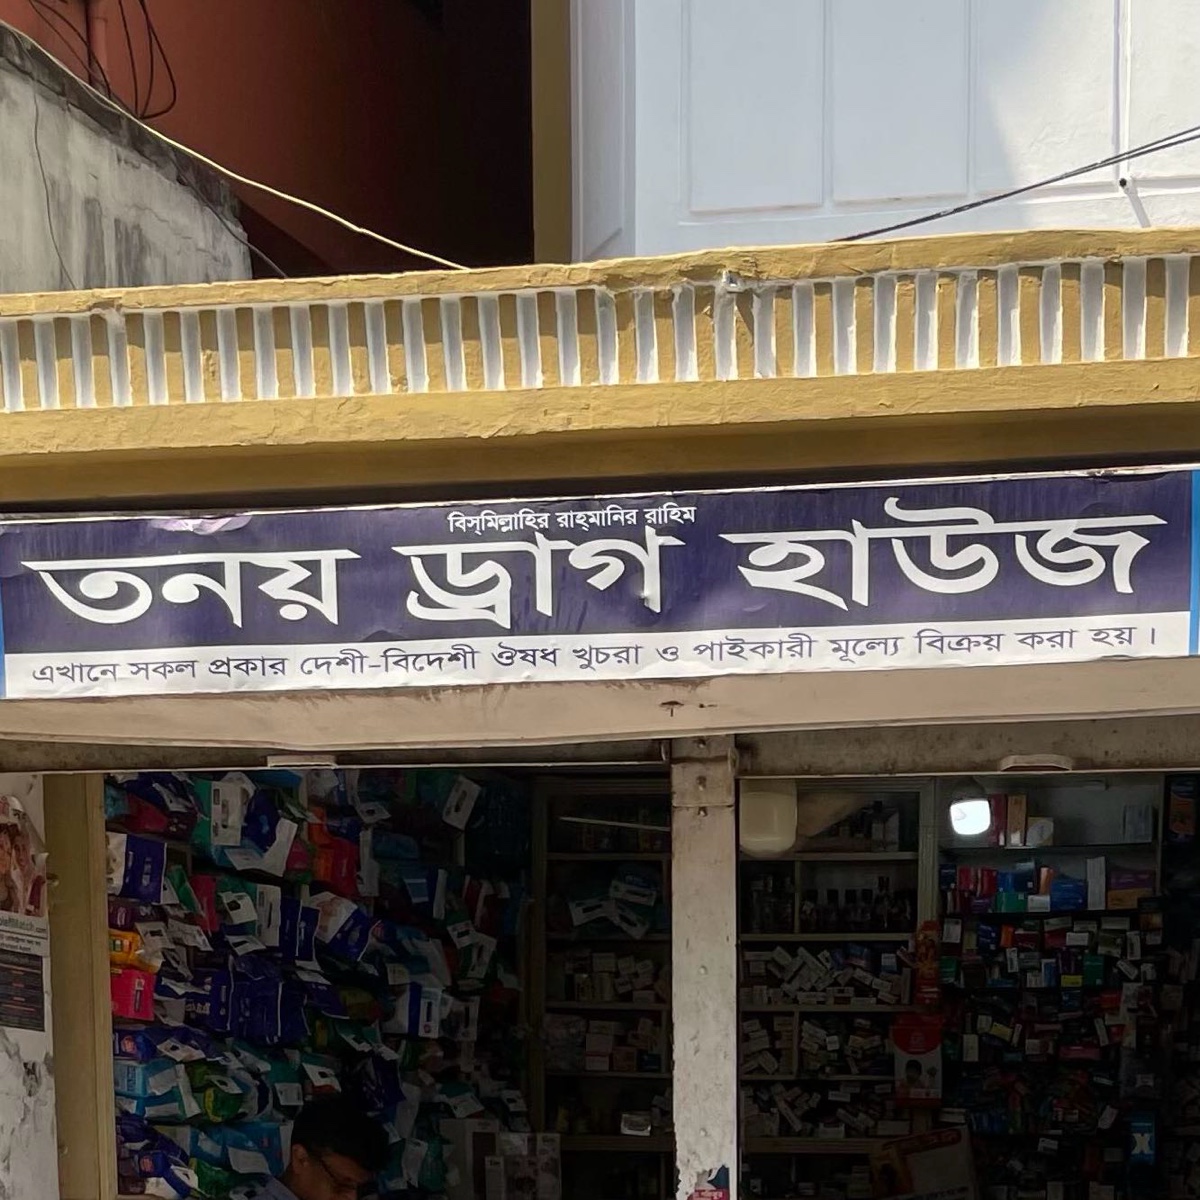 বিস্‌মিল্লাহির রাহ্‌মানির রাহিম
তনয় ড্রাগ হাউজ
এখানে সকল প্রকার দেশী-বিদেশী ঔষধ খুচরা ও পাইকারী মূল্যে বিক্রয় করা হয়।